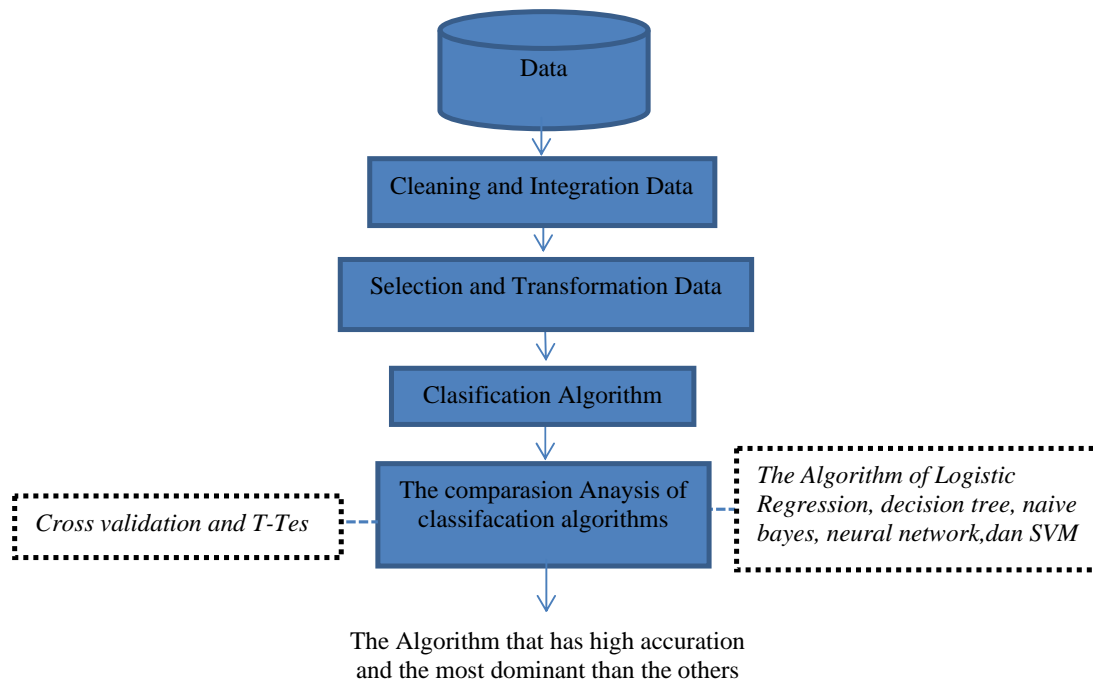 Data
Cleaning and Integration Data
Selection and Transformation Data
Clasification Algorithm
The comparasion Anaysis of
classifacation algorithms
Cross validation and T-Tes
The Algorithm of Logistic
Regression, decision tree, naive
bayes, neural network,dan SVM
The Algorithm that has high accuration
and the most dominant than the others